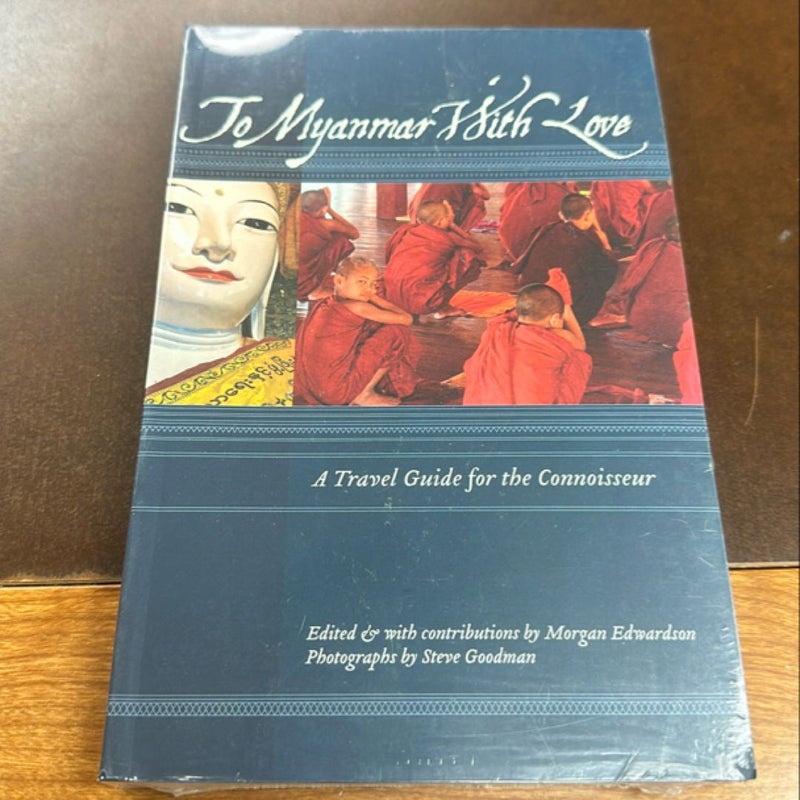 To Myanmar With Love
A Travel Guide for the Connoisseur
Edited & with contributions by Morgan Edwardson
Photographs by Steve Goodman